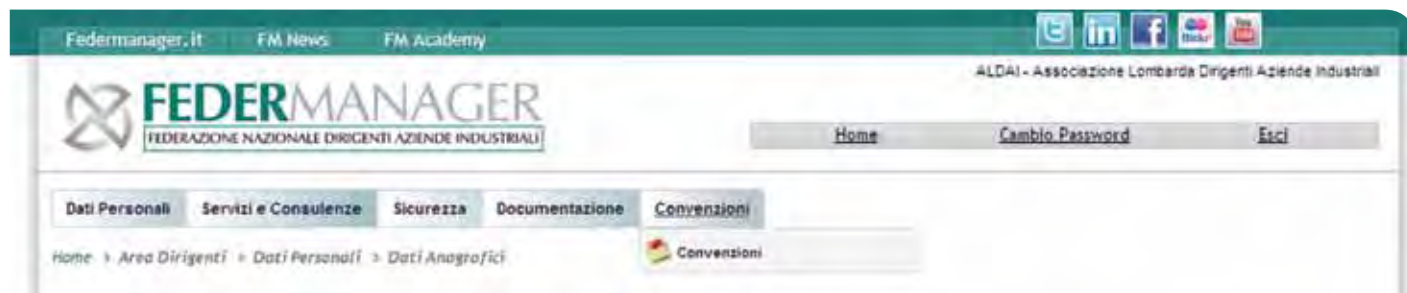 Federmanager.it FM News FM Academy
ALDAI - Associazione Lombarda Dirigenti Aziende Industriali
FEDERMANAGER
FEDERAZIONE NAZIONALE DIRIGENTI AZIENDE INDUSTRIALI
Home Cambio Password Esci
Dati Personali Servizi e Consulenze Sicurezza Documentazione Convenzioni
Home > Area Dirigenti > Dati Personali > Dati Anagrafici
Convenzioni